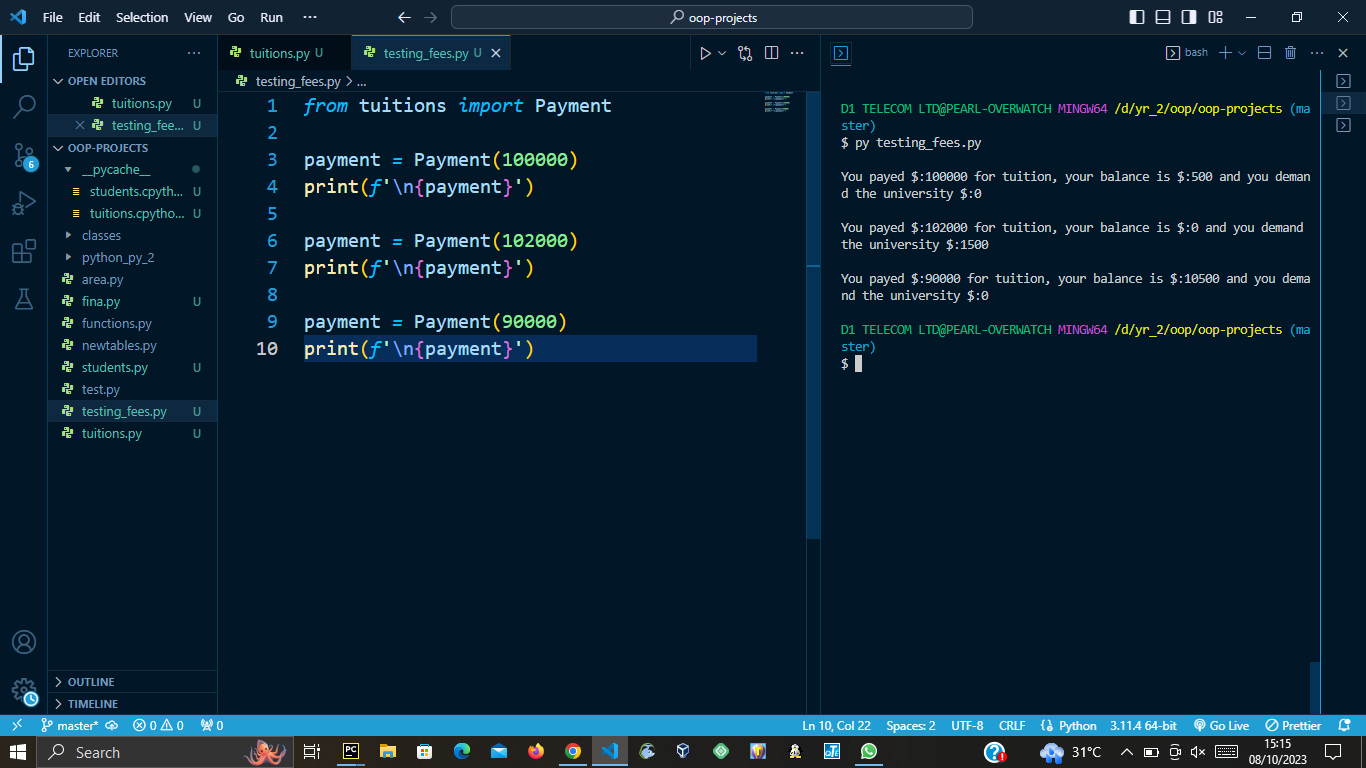 File Edit Selection View Go Run ··· oop-projects
EXPLORER ···
OPEN EDITORS
tuitions.py U
testing_fee... U
OOP-PROJECTS
__pycache__
students.cpyth... U
tuitions.cpytho... U
classes
python_py_2
area.py
fina.py U
functions.py
newtables.py
students.py U
test.py
testing_fees.py U
tuitions.py U
OUTLINE
TIMELINE
tuitions.py U testing_fees.py U
testing_fees.py > ...
1 from tuitions import Payment
2
3 payment = Payment(100000)
4 print(f'\n{payment}')
5
6 payment = Payment(102000)
7 print(f'\n{payment}')
8
9 payment = Payment(90000)
10 print(f'\n{payment}')
bash
D1 TELECOM LTD@PEARL-OVERWATCH MINGW64 /d/yr_2/oop/oop-projects (ma
ster)
$ py testing_fees.py
You payed $:100000 for tuition, your balance is $:500 and you deman
d the university $:0
You payed $:102000 for tuition, your balance is $:0 and you demand
the university $:1500
You payed $:90000 for tuition, your balance is $:10500 and you dema
nd the university $:0
D1 TELECOM LTD@PEARL-OVERWATCH MINGW64 /d/yr_2/oop/oop-projects (ma
ster)
$
6
master* 0 0 0 Ln 10, Col 22 Spaces: 2 UTF-8 CRLF Python 3.11.4 64-bit Go Live Prettier
Search PC 31°C 15:15
08/10/2023